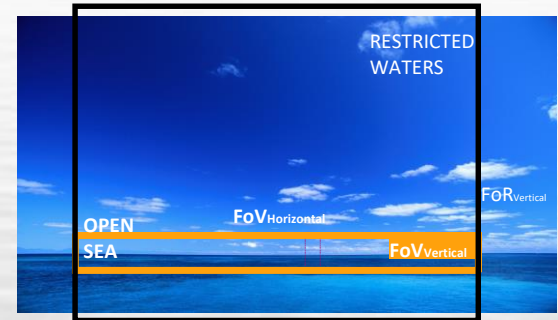 RESTRICTED
WATERS
FoRVertical
FoVHorizontal
OPEN
SEA
FoVVertical